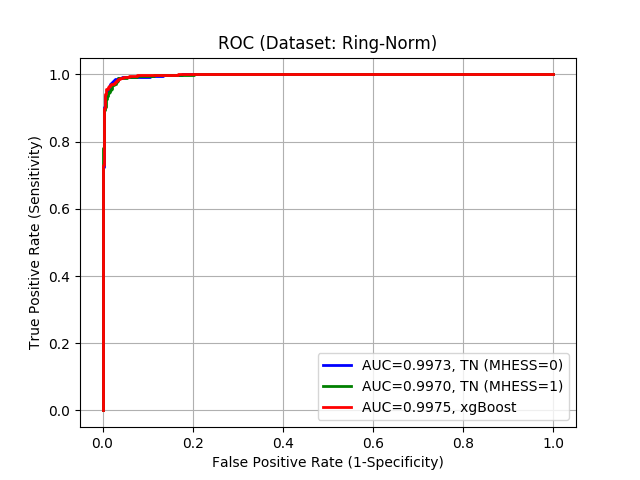 ROC (Dataset: Ring-Norm)
True Positive Rate (Sensitivity)
1.0
0.8
0.6
0.4
0.2
0.0
AUC=0.9973, TN (MHESS=0)
AUC=0.9970, TN (MHESS=1)
AUC=0.9975, xgBoost
0.0 0.2 0.4 0.6 0.8 1.0
False Positive Rate (1-Specificity)